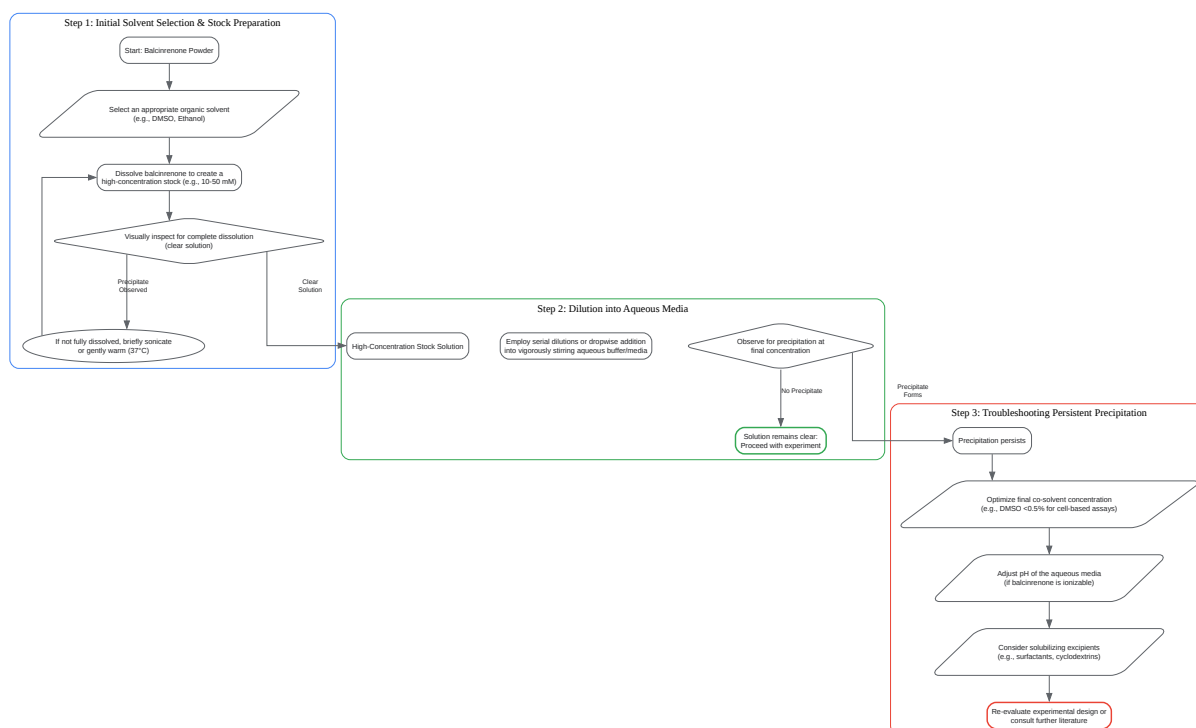 Step 1: Initial Solvent Selection & Stock Preparation
Start: Balcinrenone Powder
Select an appropriate organic solvent
(e.g., DMSO, Ethanol)
Dissolve balcinrenone to create a
high-concentration stock (e.g., 10-50 mM)
Visually inspect for complete dissolution
(clear solution)
Precipitate
Observed
Clear
Solution
If not fully dissolved, briefly sonicate
or gently warm (37°C)
Step 2: Dilution into Aqueous Media
High-Concentration Stock Solution
Employ serial dilutions or dropwise addition
into vigorously stirring aqueous buffer/media
Observe for precipitation at
final concentration
No Precipitate
Solution remains clear:
Proceed with experiment
Precipitate
Forms
Step 3: Troubleshooting Persistent Precipitation
Precipitation persists
Optimize final co-solvent concentration
(e.g., DMSO <0.5% for cell-based assays)
Adjust pH of the aqueous media
(if balcinrenone is ionizable)
Consider solubilizing excipients
(e.g., surfactants, cyclodextrins)
Re-evaluate experimental design or
consult further literature